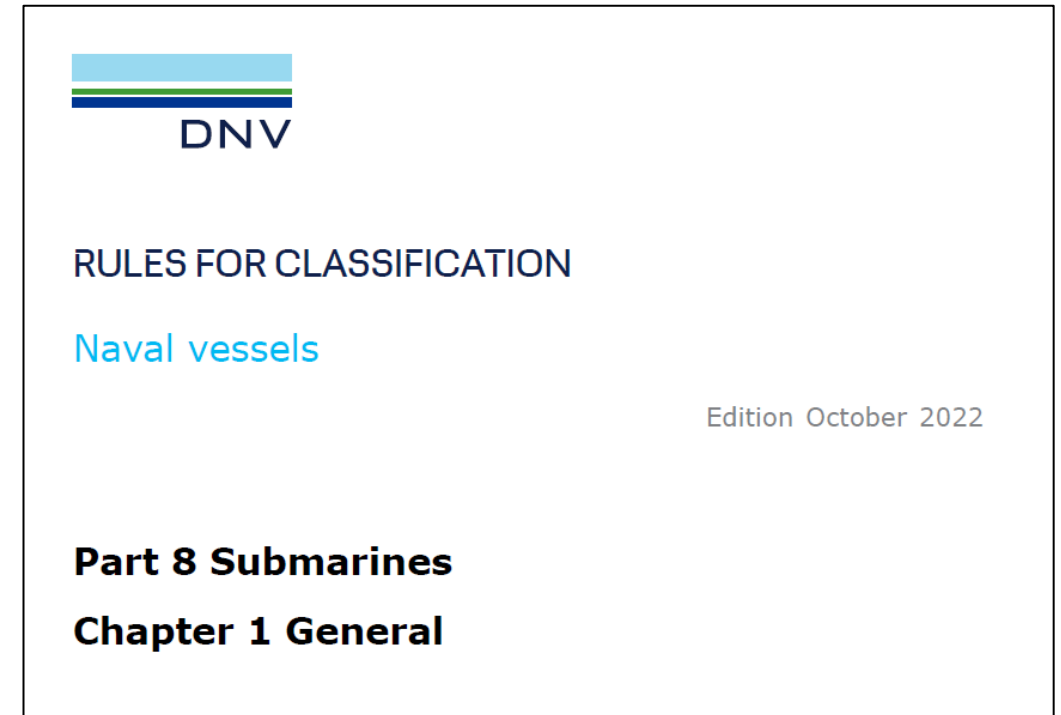 DNV
RULES FOR CLASSIFICATION
Naval vessels
Edition October 2022
Part 8 Submarines
Chapter 1 General